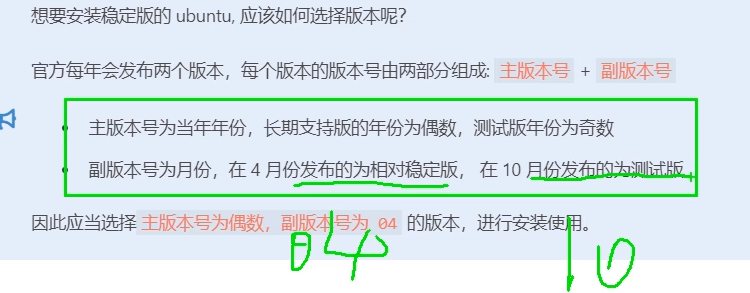 想要安装稳定版的 ubuntu, 应该如何选择版本呢?
官方每年会发布两个版本，每个版本的版本号由两部分组成: 主版本号 + 副版本号
主版本号为当年年份，长期支持版的年份为偶数，测试版年份为奇数
副版本号为月份，在 4 月份发布的为相对稳定版， 在 10 月份发布的为测试版
因此应当选择 主版本号为偶数，副版本号为 04 的版本，进行安装使用。
04 10